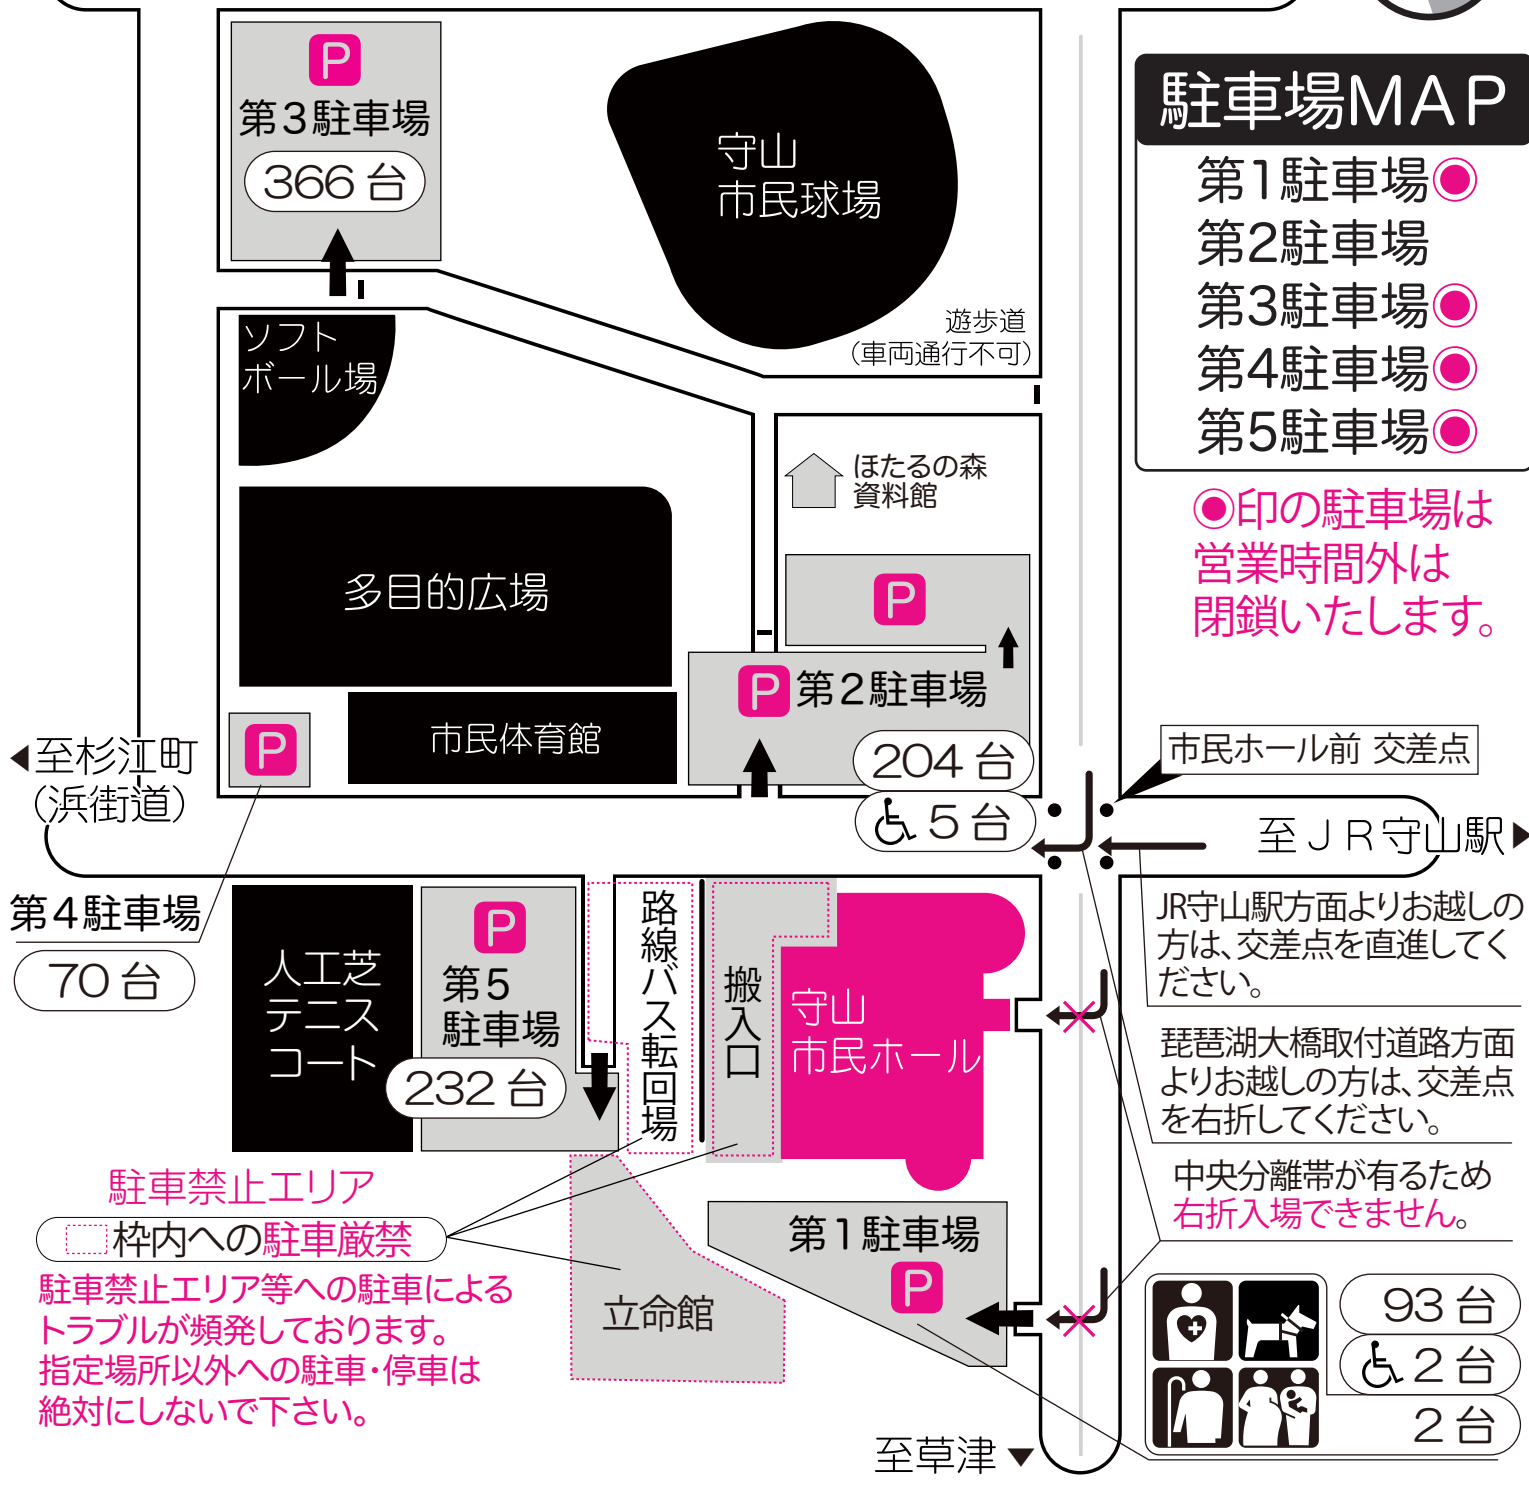 P
第3駐車場
366 台
守山
市民球場
遊歩道
(車両通行不可)
駐車場MAP
第1駐車場◉
第2駐車場
第3駐車場◉
第4駐車場◉
第5駐車場◉
◉印の駐車場は
営業時間外は
閉鎖いたします。
ソフト
ボール場
ほたるの森
資料館
多目的広場
P
P 第2駐車場
204 台
5 台
市民体育館
P
◀至杉江町
(浜街道)
市民ホール前 交差点
至JR守山駅▶
第4駐車場
70 台
人工芝
テニス
コート
P
第5
駐車場
232 台
路線バス転回場
搬入口
守山
市民ホール
JR守山駅方面よりお越しの
方は、交差点を直進してく
ださい。
琵琶湖大橋取付道路方面
よりお越しの方は、交差点
を右折してください。
中央分離帯が有るため
右折入場できません。
駐車禁止エリア
枠内への駐車厳禁
駐車禁止エリア等への駐車による
トラブルが頻発しております。
指定場所以外への駐車・停車は
絶対にしないで下さい。
立命館
第1駐車場
P
93 台
2 台
2 台
至草津▼